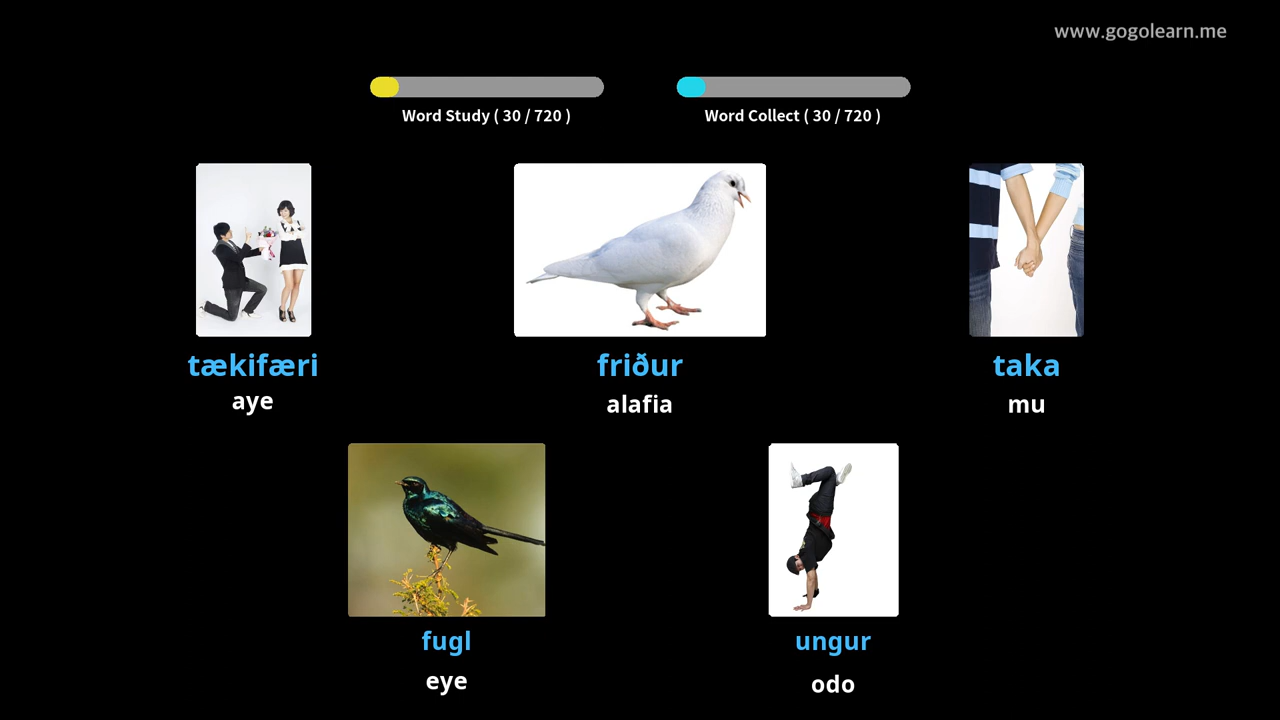 www.gogolearn.me
Word Study ( 30 / 720 )
Word Collect ( 30 / 720 )
tækifæri
aye
friður
alafia
taka
mu
fugl
eye
ungur
odo